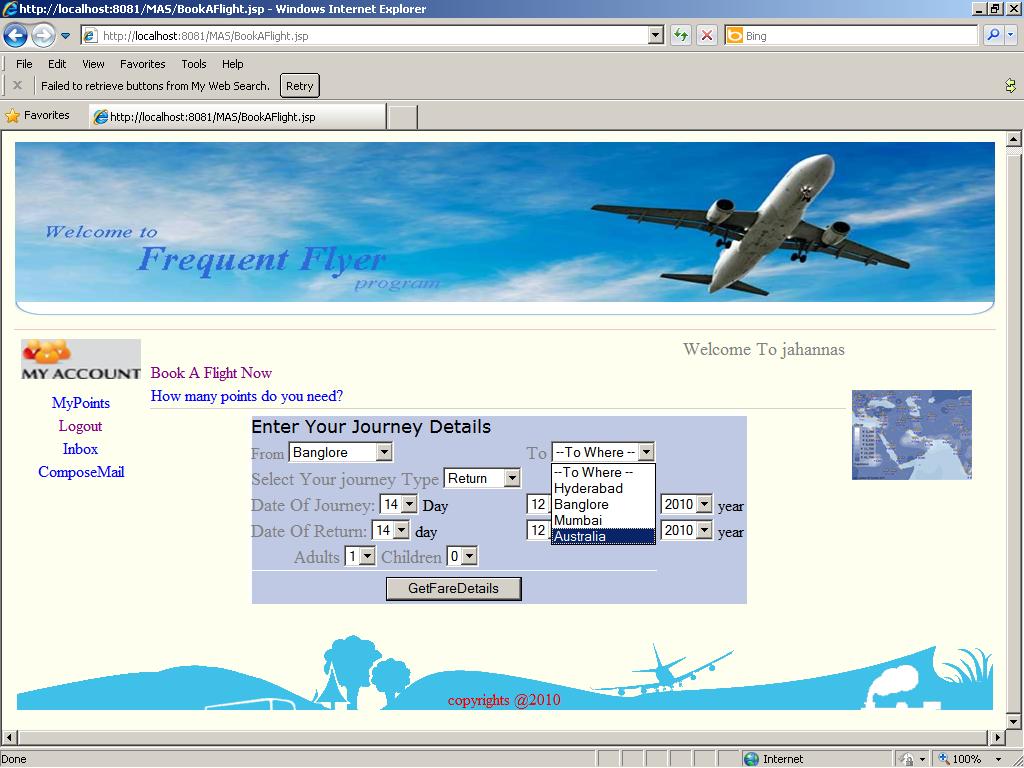 http://localhost:8081/MAS/BookAFlight.jsp - Windows Internet Explorer
http://localhost:8081/MAS/BookAFlight.jsp
Bing
File Edit View Favorites Tools Help
Failed to retrieve buttons from My Web Search. Retry
Favorites http://localhost:8081/MAS/BookAFlight.jsp
Welcome to
Frequent Flyer
program
Welcome To jahannas
MY ACCOUNT
Book A Flight Now
How many points do you need?
MyPoints
Logout
Inbox
ComposeMail
Enter Your Journey Details
From Banglore To --To Where --
--To Where --
Hyderabad
Banglore
Mumbai
Australia
Select Your journey Type Return
Date Of Journey: 14 Day 12 2010 year
Date Of Return: 14 day 12 2010 year
Adults 1 Children 0
GetFareDetails
copyrights @2010
Done Internet 100%